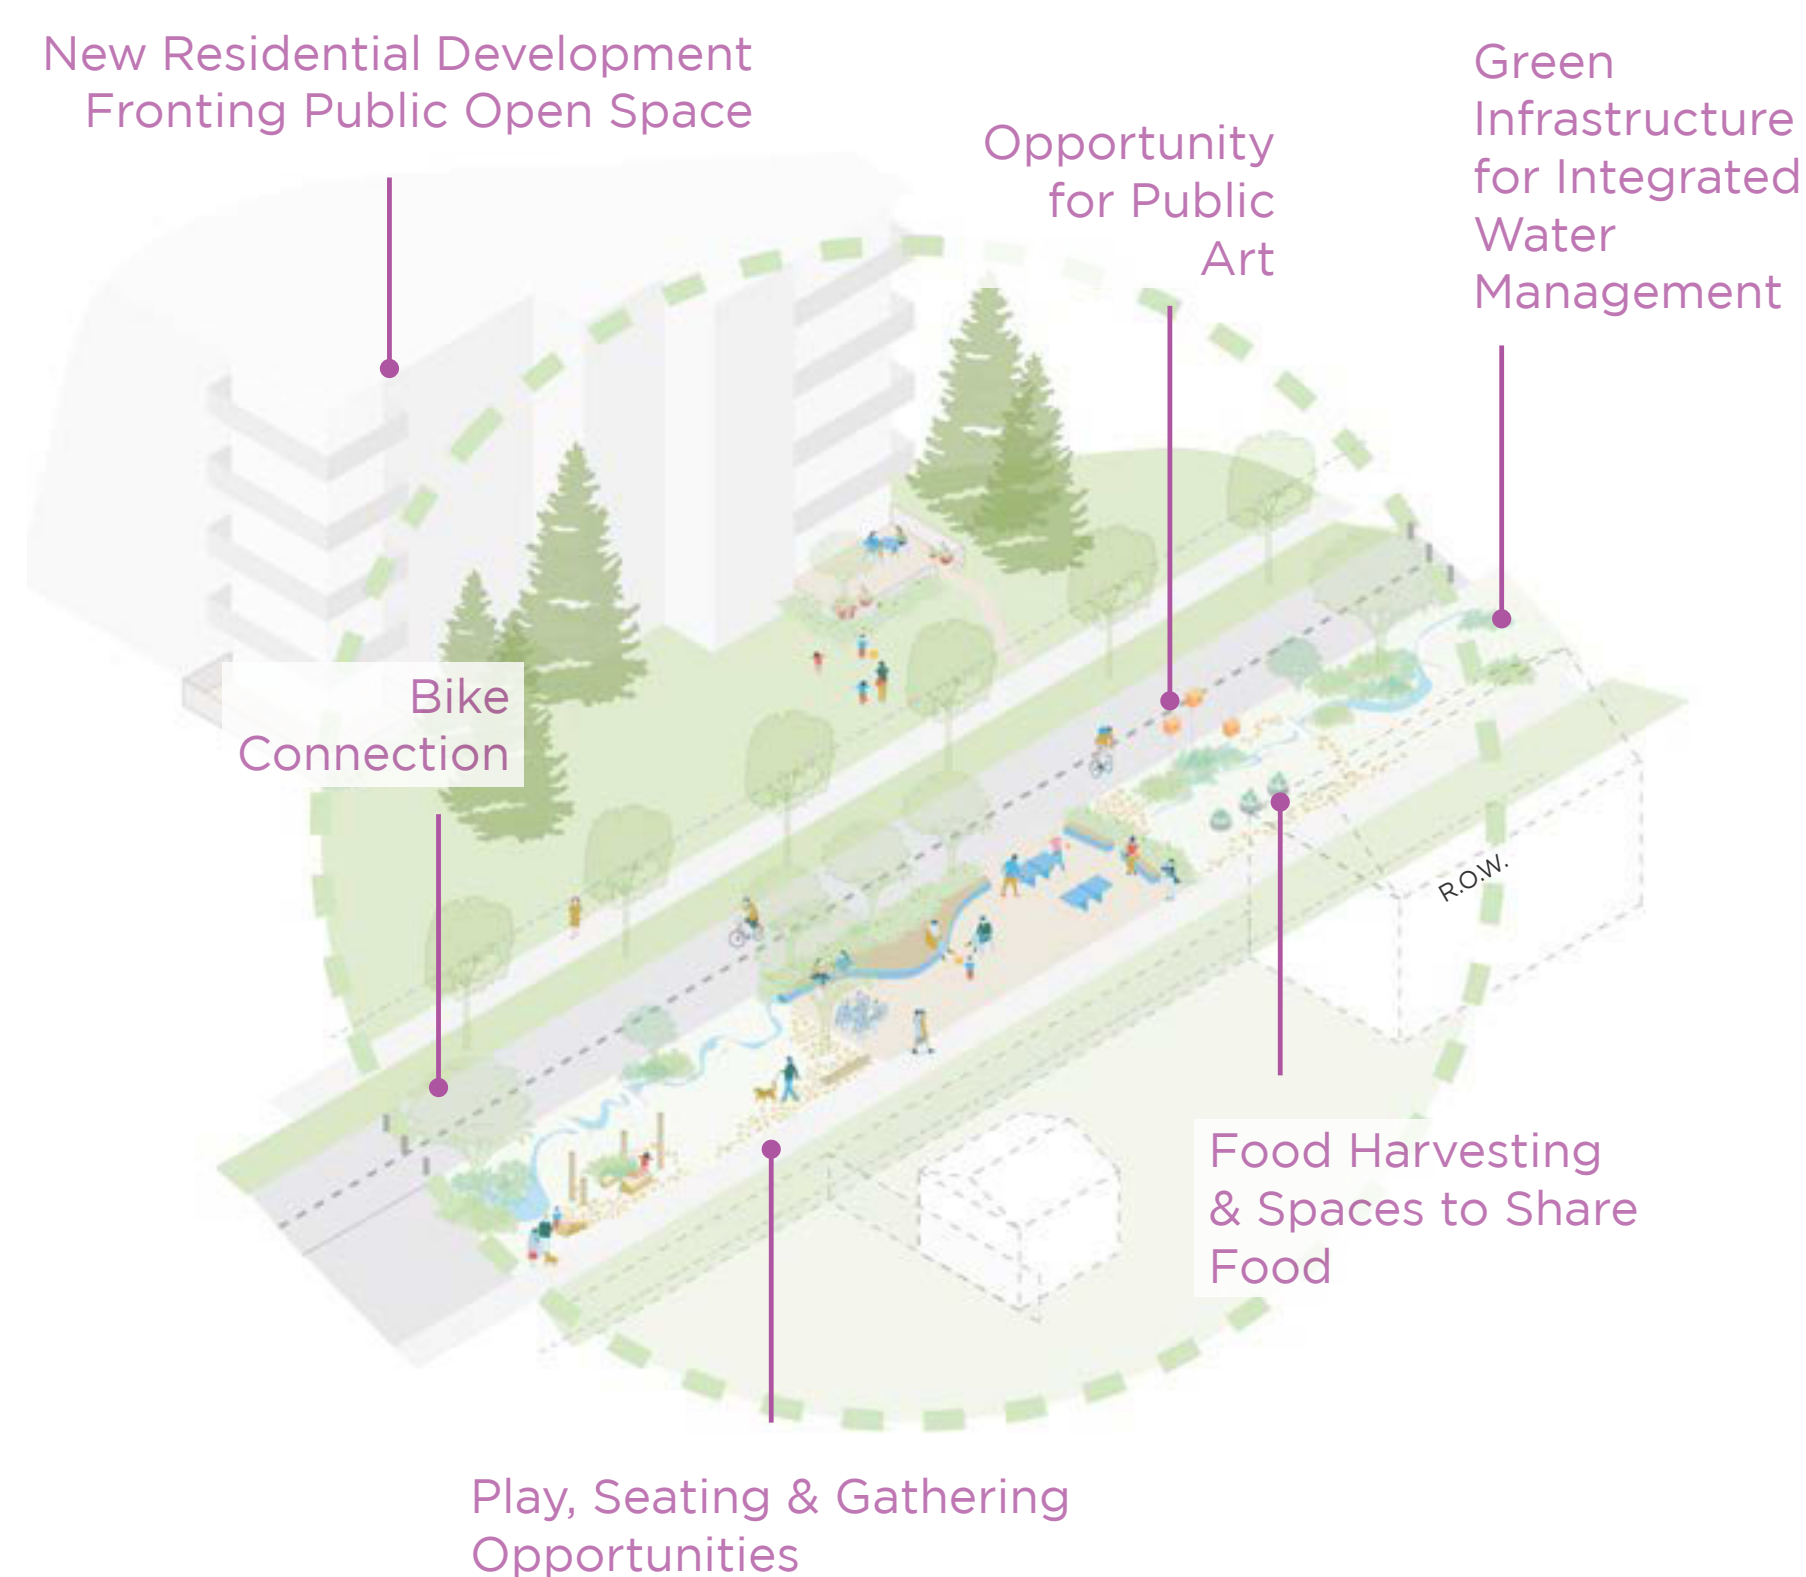 New Residential Development
Fronting Public Open Space
Opportunity
for Public
Art
Green
Infrastructure
for Integrated
Water
Management
Bike
Connection
R.O.W.
Food Harvesting
& Spaces to Share
Food
Play, Seating & Gathering
Opportunities